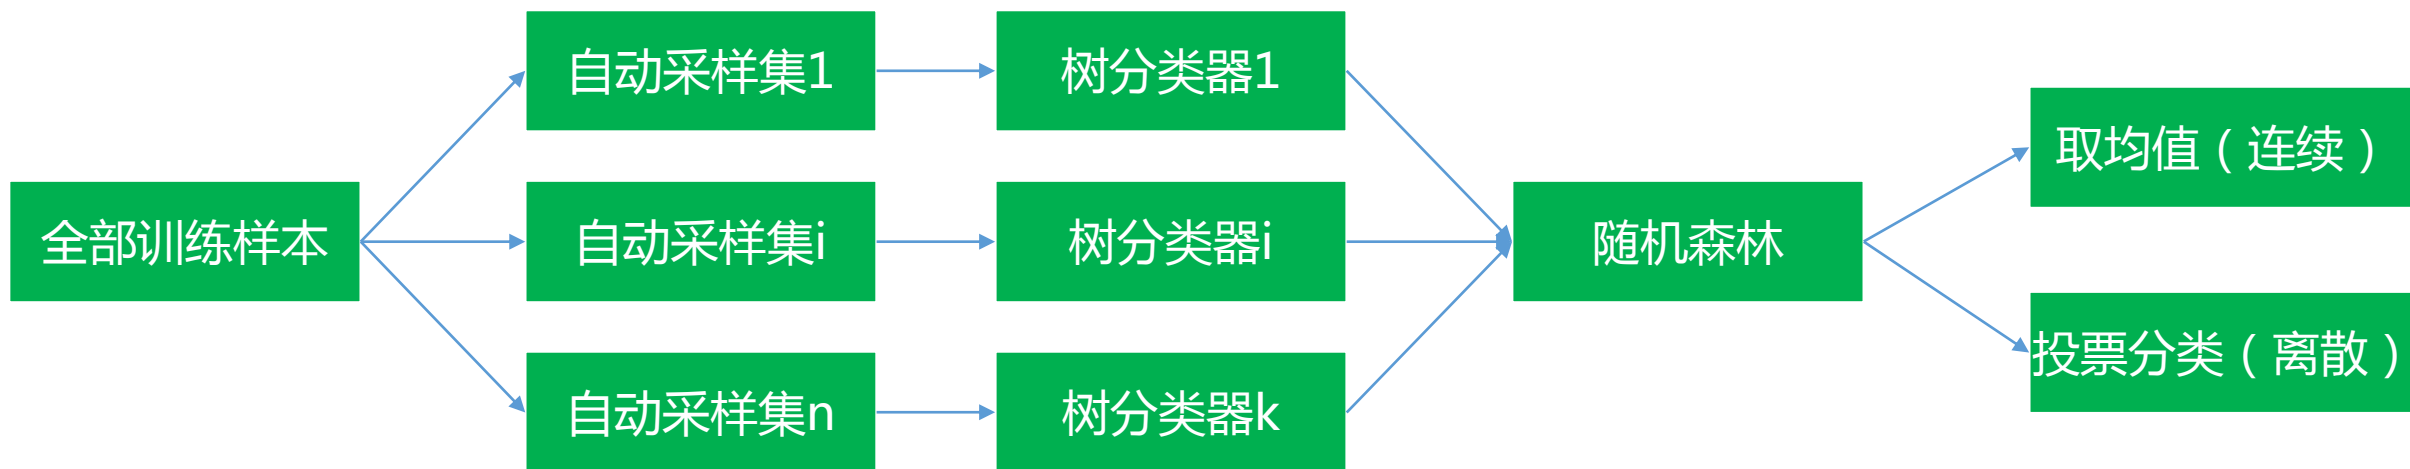 全部训练样本
自动采样集1
自动采样集i
自动采样集n
树分类器1
树分类器i
树分类器k
随机森林
取均值（连续）
投票分类（离散）